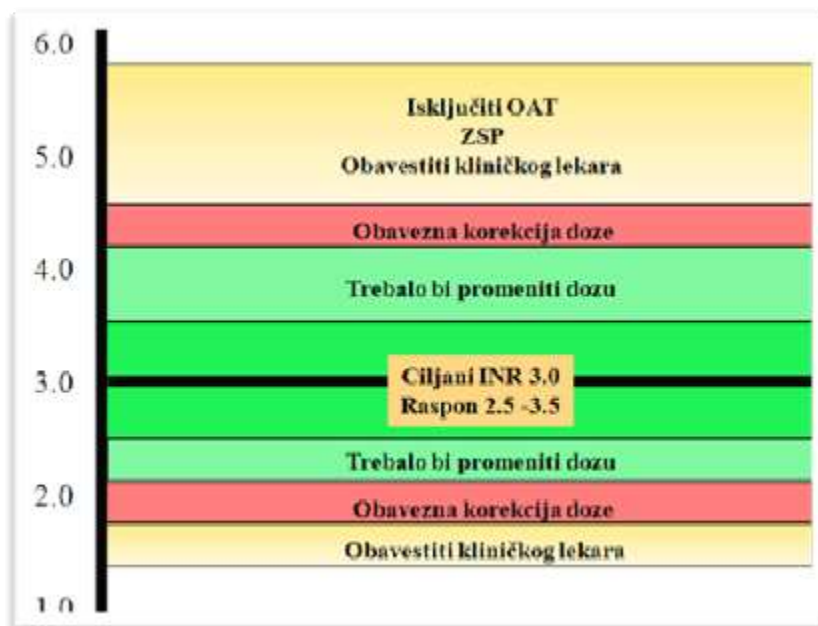 6.0
Isključiti OAT
ZSP
5.0
Obavestiti kliničkog lekara
Obavezna korekcija doze
4.0
Trebalo bi promeniti dozu
3.0
Ciljani INR 3.0
Raspon 2.5 -3.5
Trebalo bi promeniti dozu
2.0
Obavezna korekcija doze
Obavestiti kliničkog lekara
1.0